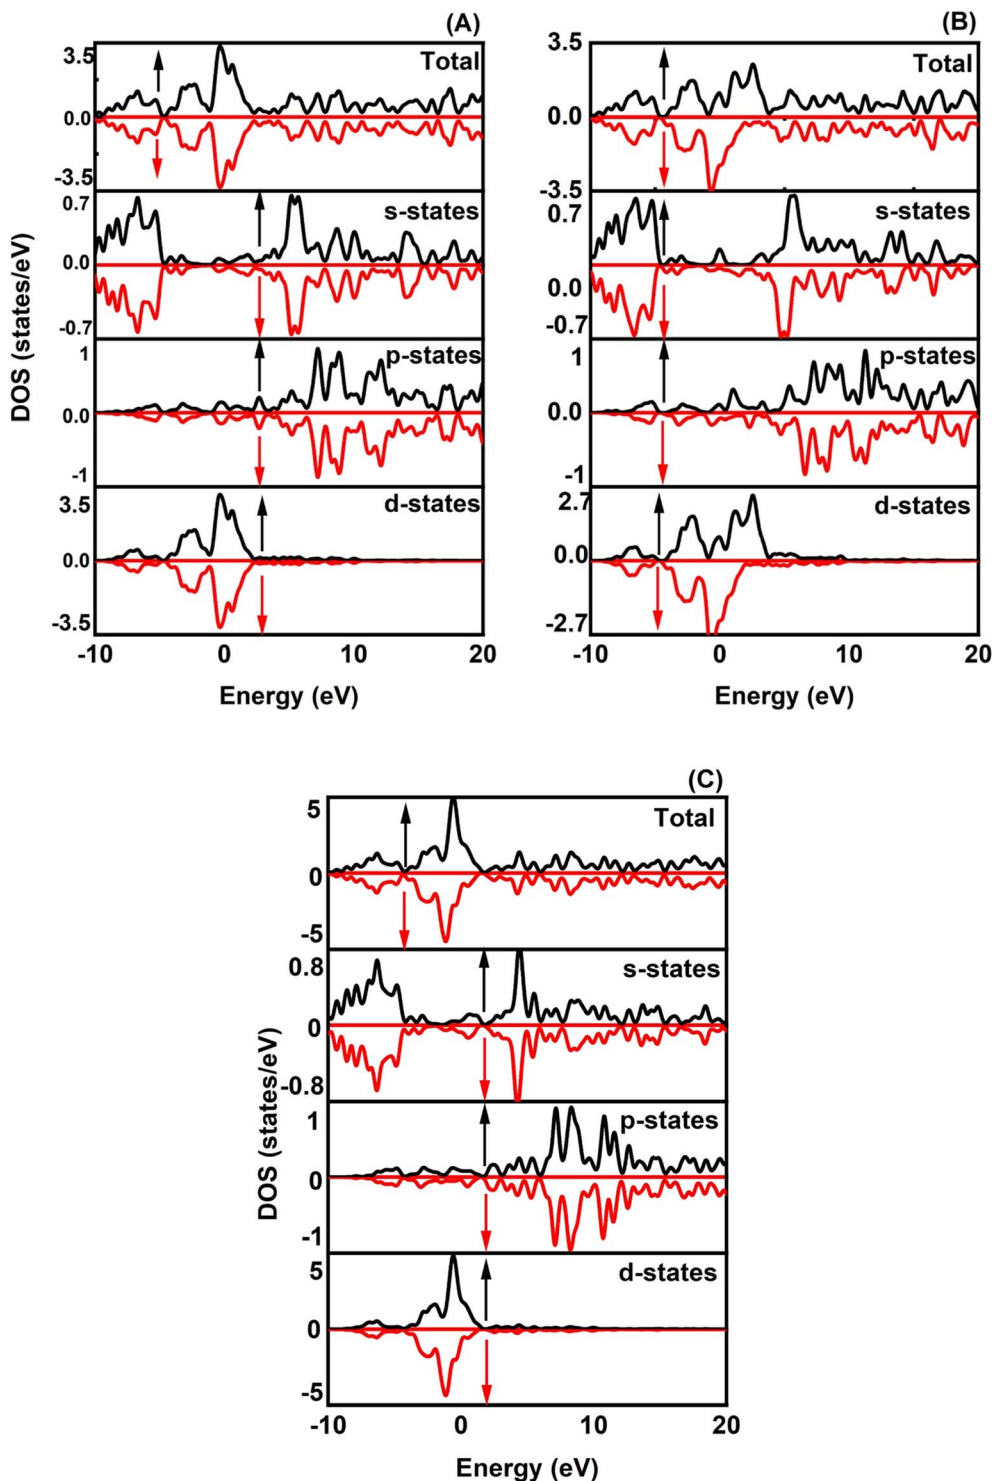 (A)
3.5
Total
0.0
-3.5
0.7
s-states
0.0
-0.7
1
p-states
0.0
-1
3.5
d-states
0.0
-3.5
-10 0 10 20
Energy (eV)
DOS (states/eV)
(B)
3.5
Total
0.0
-3.5
0.7
s-states
0.0
-0.7
1
p-states
0.0
-1
2.7
d-states
0.0
-2.7
-10 0 10 20
Energy (eV)
(C)
5
Total
0
-5
0.8
s-states
0
-0.8
1
p-states
0
-1
5
d-states
0
-5
-10 0 10 20
Energy (eV)
DOS (states/eV)